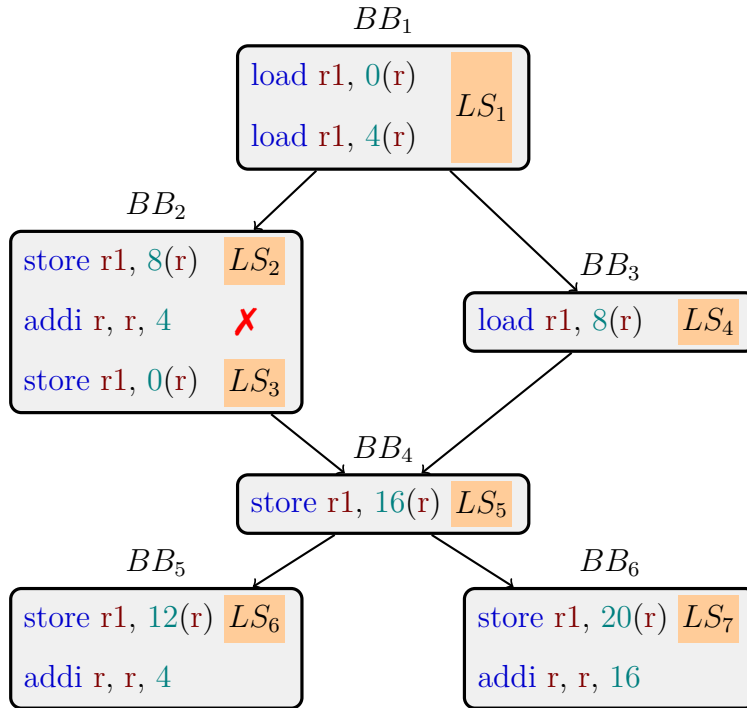 BB1
load r1, 0(r)
load r1, 4(r)
LS1
BB2
store r1, 8(r) LS2
addi r, r, 4 ✗
store r1, 0(r) LS3
BB3
load r1, 8(r) LS4
BB4
store r1, 16(r) LS5
BB5
store r1, 12(r) LS6
addi r, r, 4
BB6
store r1, 20(r) LS7
addi r, r, 16